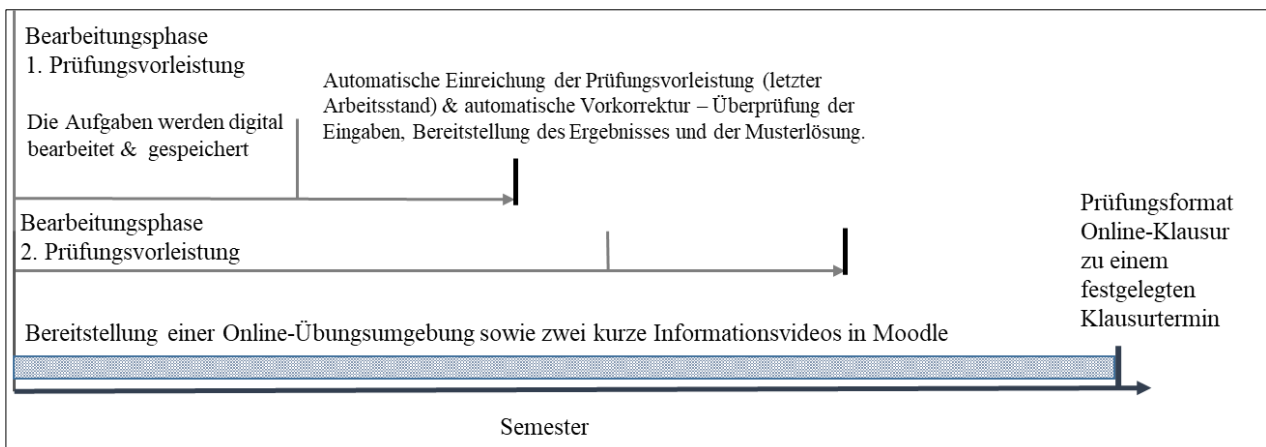 Bearbeitungsphase
1. Prüfungsvorleistung
Die Aufgaben werden digital
bearbeitet & gespeichert
Automatische Einreichung der Prüfungsvorleistung (letzter
Arbeitsstand) & automatische Vorkorrektur – Überprüfung der
Eingaben, Bereitstellung des Ergebnisses und der Musterlösung.
Bearbeitungsphase
2. Prüfungsvorleistung
Prüfungsformat
Online-Klausur
zu einem
festgelegten
Klausurtermin
Bereitstellung einer Online-Übungsumgebung sowie zwei kurze Informationsvideos in Moodle
Semester